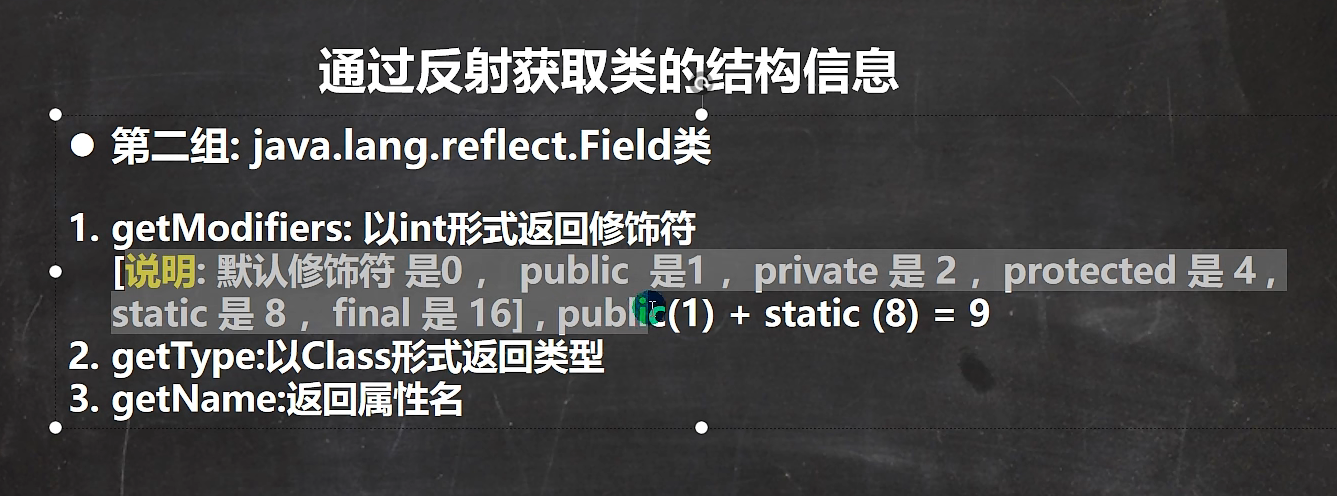 通过反射获取类的结构信息
● 第二组: java.lang.reflect.Field类
1. getModifiers: 以int形式返回修饰符
[说明: 默认修饰符 是0 ， public 是1 ，private 是 2 ，protected 是 4 ,
static 是 8 ， final 是 16] , public(1) + static (8) = 9
2. getType:以Class形式返回类型
3. getName:返回属性名